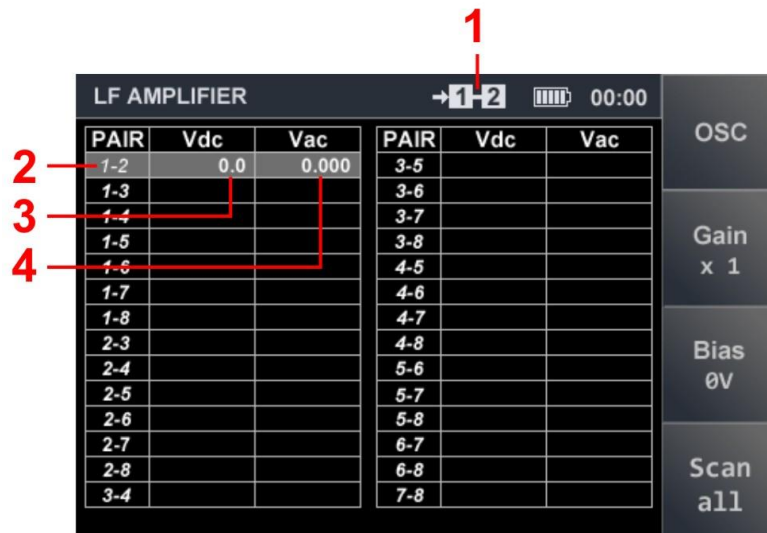 1
LF AMPLIFIER →1-2 00:00
PAIR Vdc Vac PAIR Vdc Vac
2 1-2 0.0 0.000 3-5
1-3 3-6
3 1-4 3-7
1-5 3-8
4 1-6 4-5
1-7 4-6
1-8 4-7
2-3 4-8
2-4 5-6
2-5 5-7
2-6 5-8
2-7 6-7
2-8 6-8
3-4 7-8
OSC
Gain
x 1
Bias
0V
Scan
all